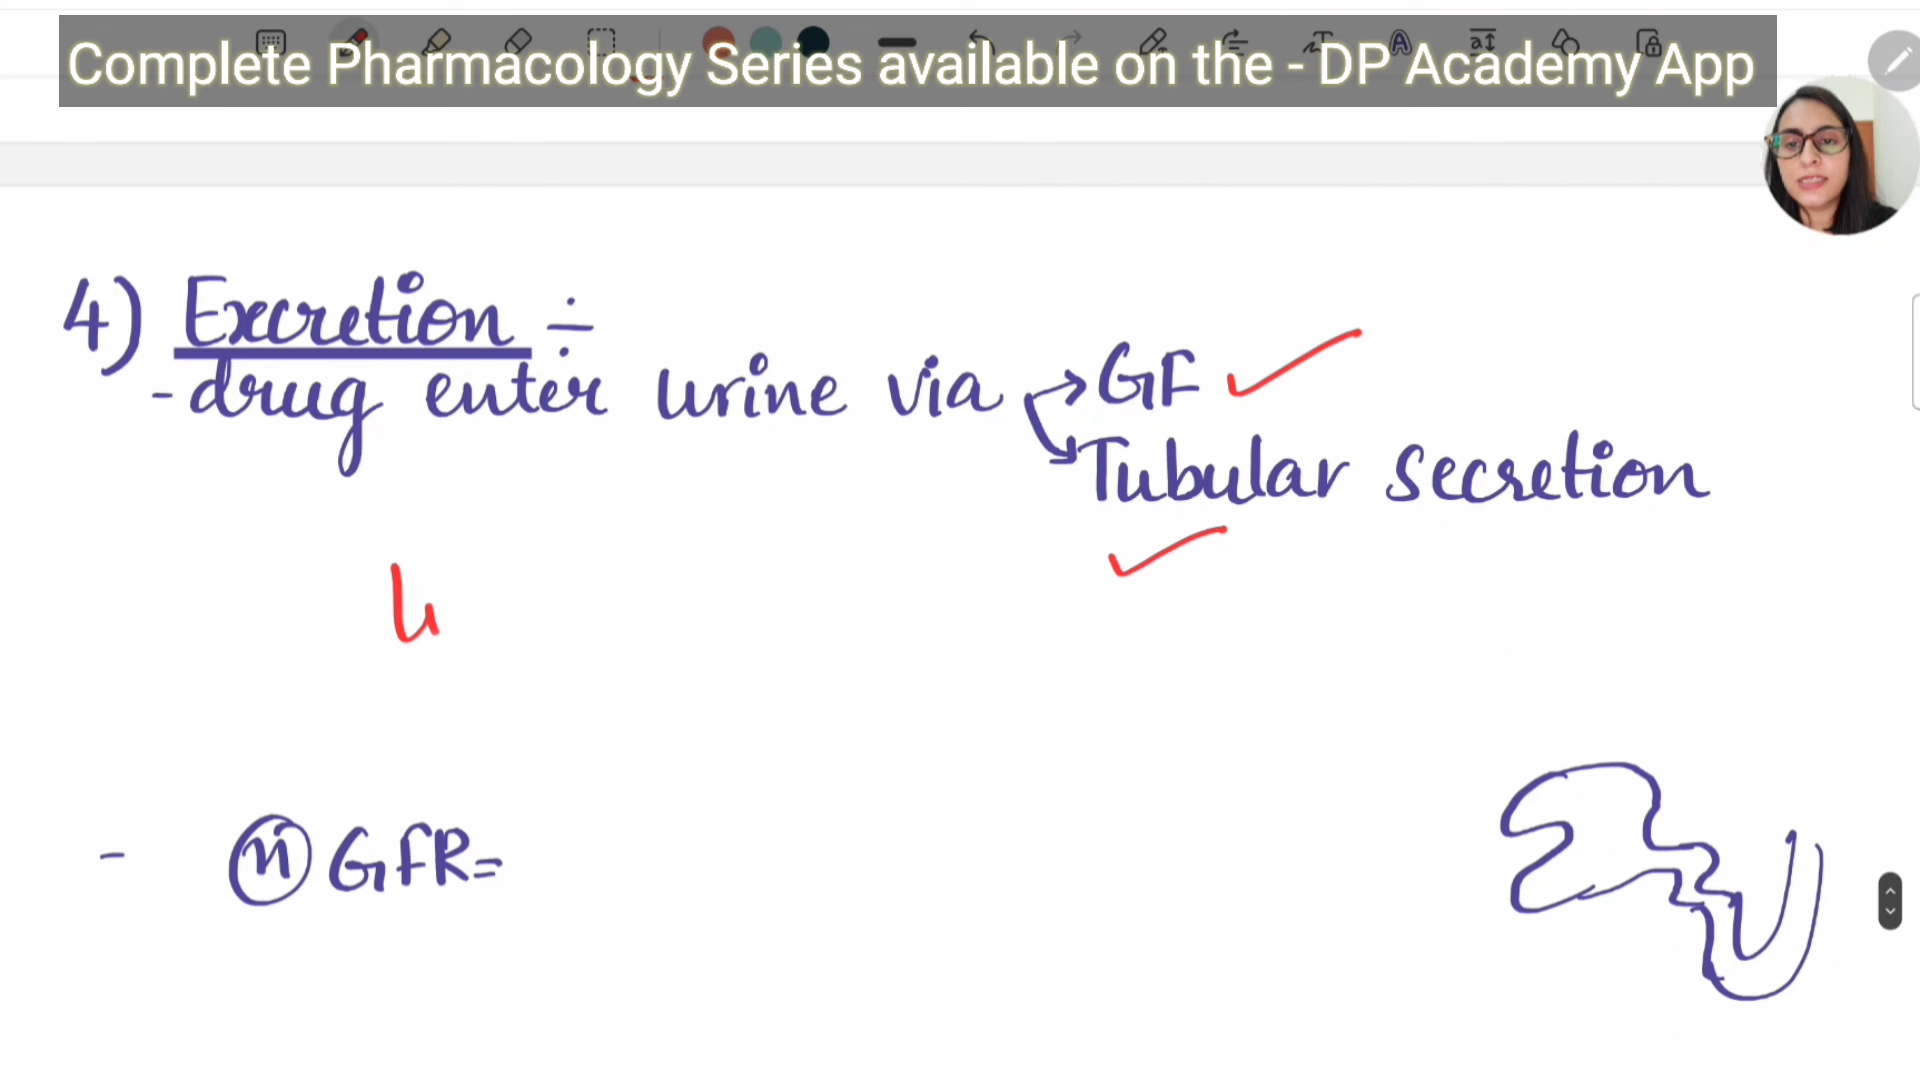 Complete Pharmacology Series available on the - DP Academy App
4) Excretion ÷
- drug enter urine via → GF ✓
↘ Tubular secretion
✓
- ⓝ GFR=